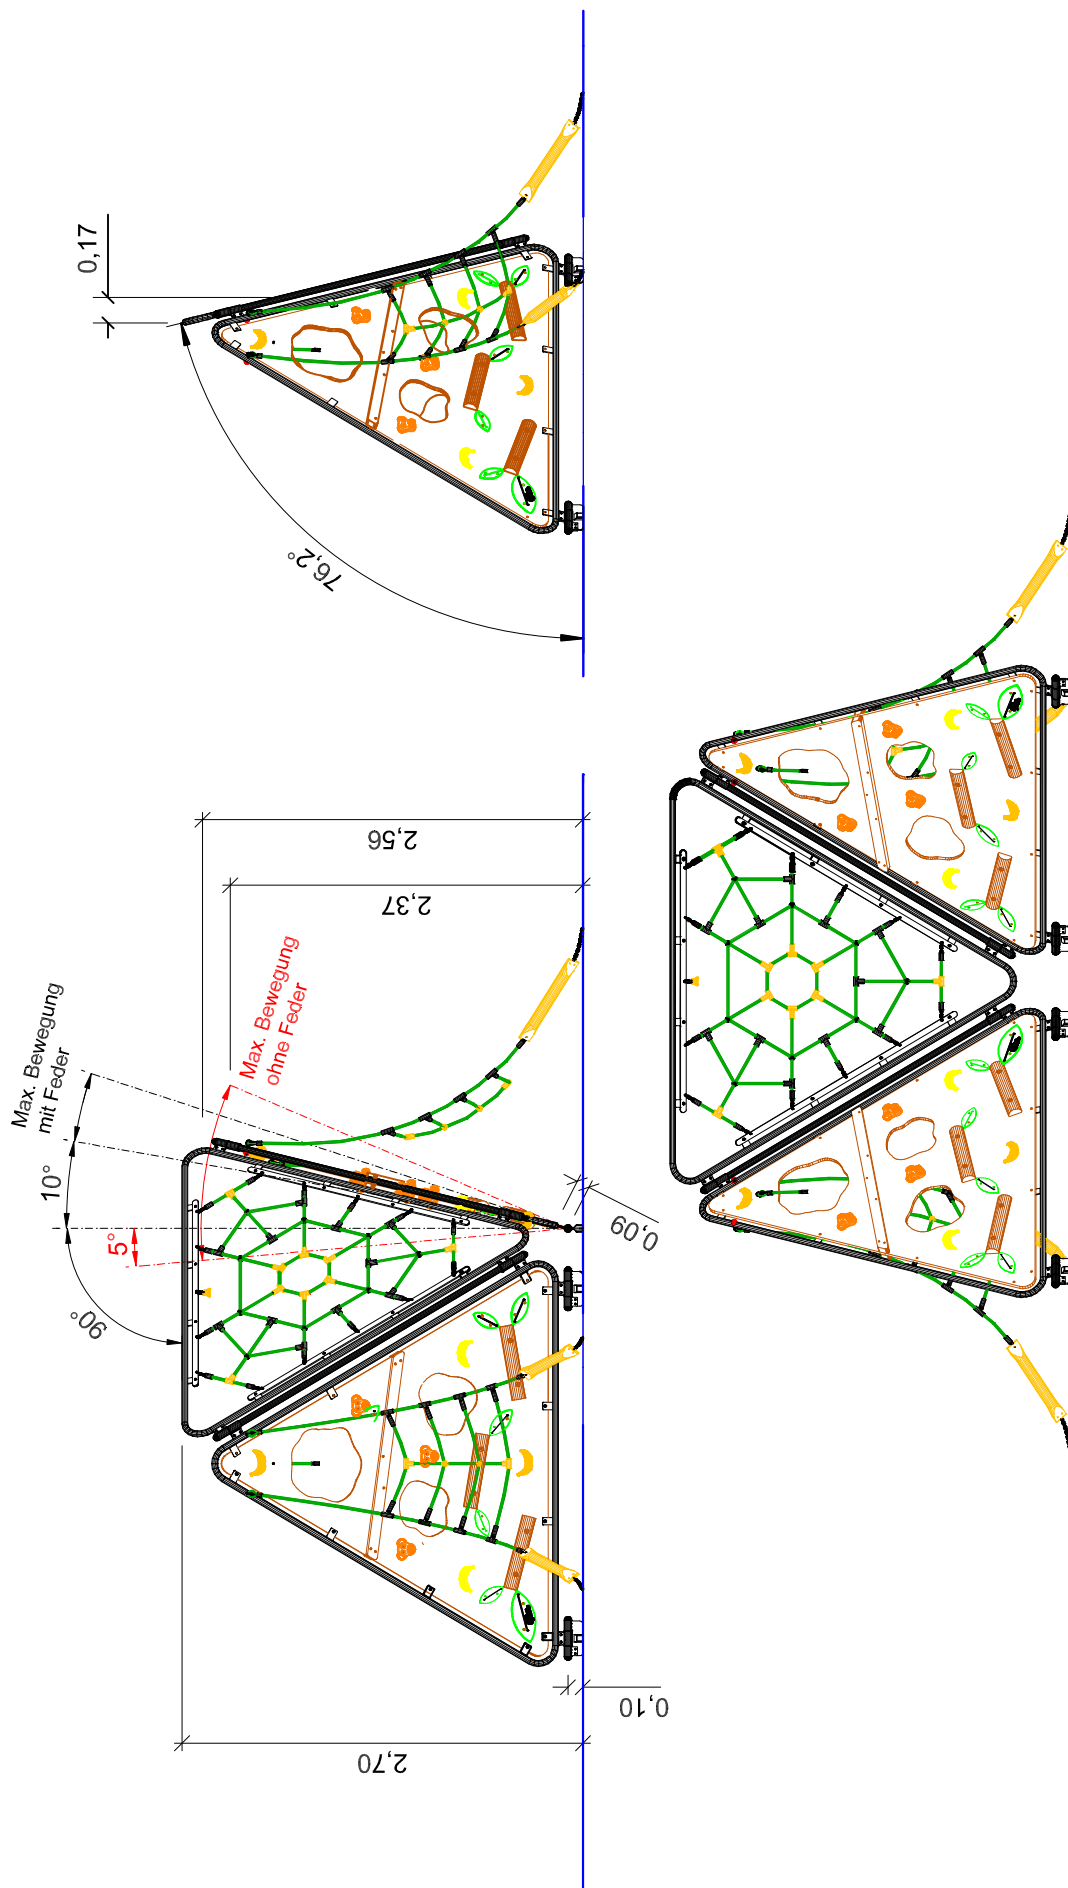 0,17
76,2°
2,56
2,37
Max. Bewegung
mit Feder
Max. Bewegung
ohne Feder
10°
5°
90°
0,09
0,10
2,70